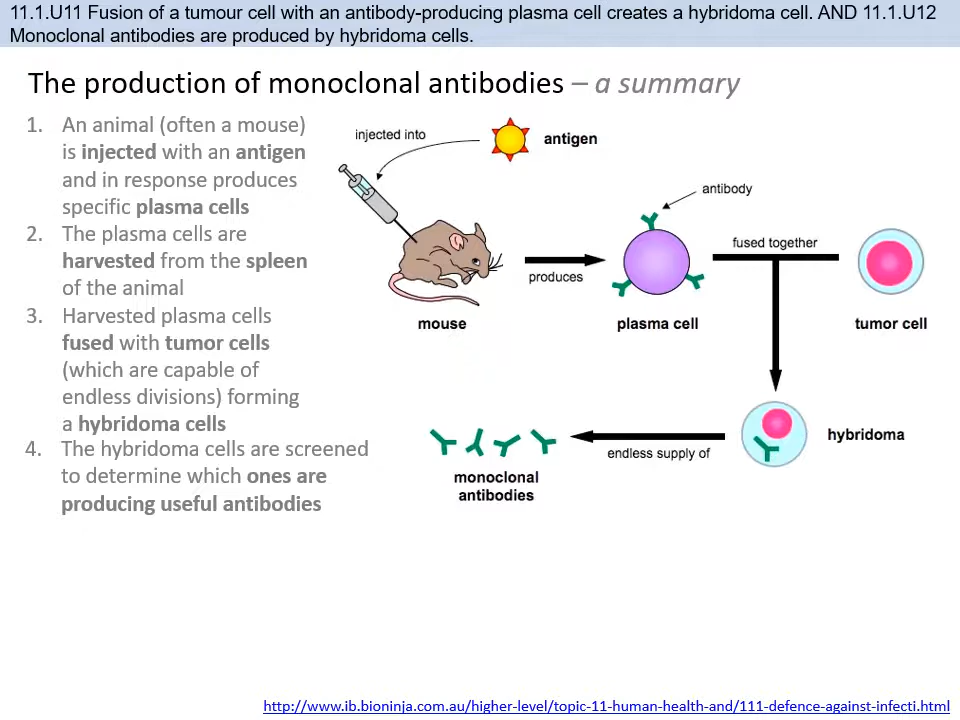 11.1.U11 Fusion of a tumour cell with an antibody-producing plasma cell creates a hybridoma cell. AND 11.1.U12
Monoclonal antibodies are produced by hybridoma cells.
The production of monoclonal antibodies – a summary
1. An animal (often a mouse)
is injected with an antigen
and in response produces
specific plasma cells
2. The plasma cells are
harvested from the spleen
of the animal
3. Harvested plasma cells
fused with tumor cells
(which are capable of
endless divisions) forming
a hybridoma cells
4. The hybridoma cells are screened
to determine which ones are
producing useful antibodies
injected into
antigen
antibody
fused together
produces
mouse
plasma cell
tumor cell
hybridoma
endless supply of
monoclonal
antibodies
http://www.ib.bioninja.com.au/higher-level/topic-11-human-health-and/111-defence-against-infecti.html